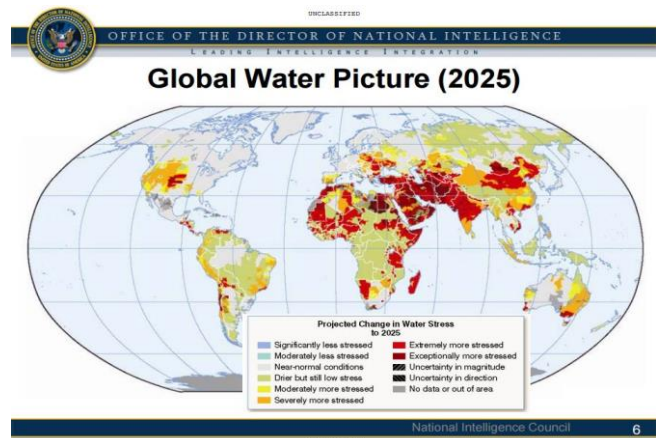 UNCLASSIFIED
OFFICE OF THE DIRECTOR OF NATIONAL INTELLIGENCE
LEADING INTELLIGENCE INTEGRATION
Global Water Picture (2025)
Projected Change in Water Stress
to 2025
Significantly less stressed
Moderately less stressed
Near-normal conditions
Drier but still low stress
Moderately more stressed
Severely more stressed
Extremely more stressed
Exceptionally more stressed
Uncertainty in magnitude
Uncertainty in direction
No data or out of area
National Intelligence Council
6